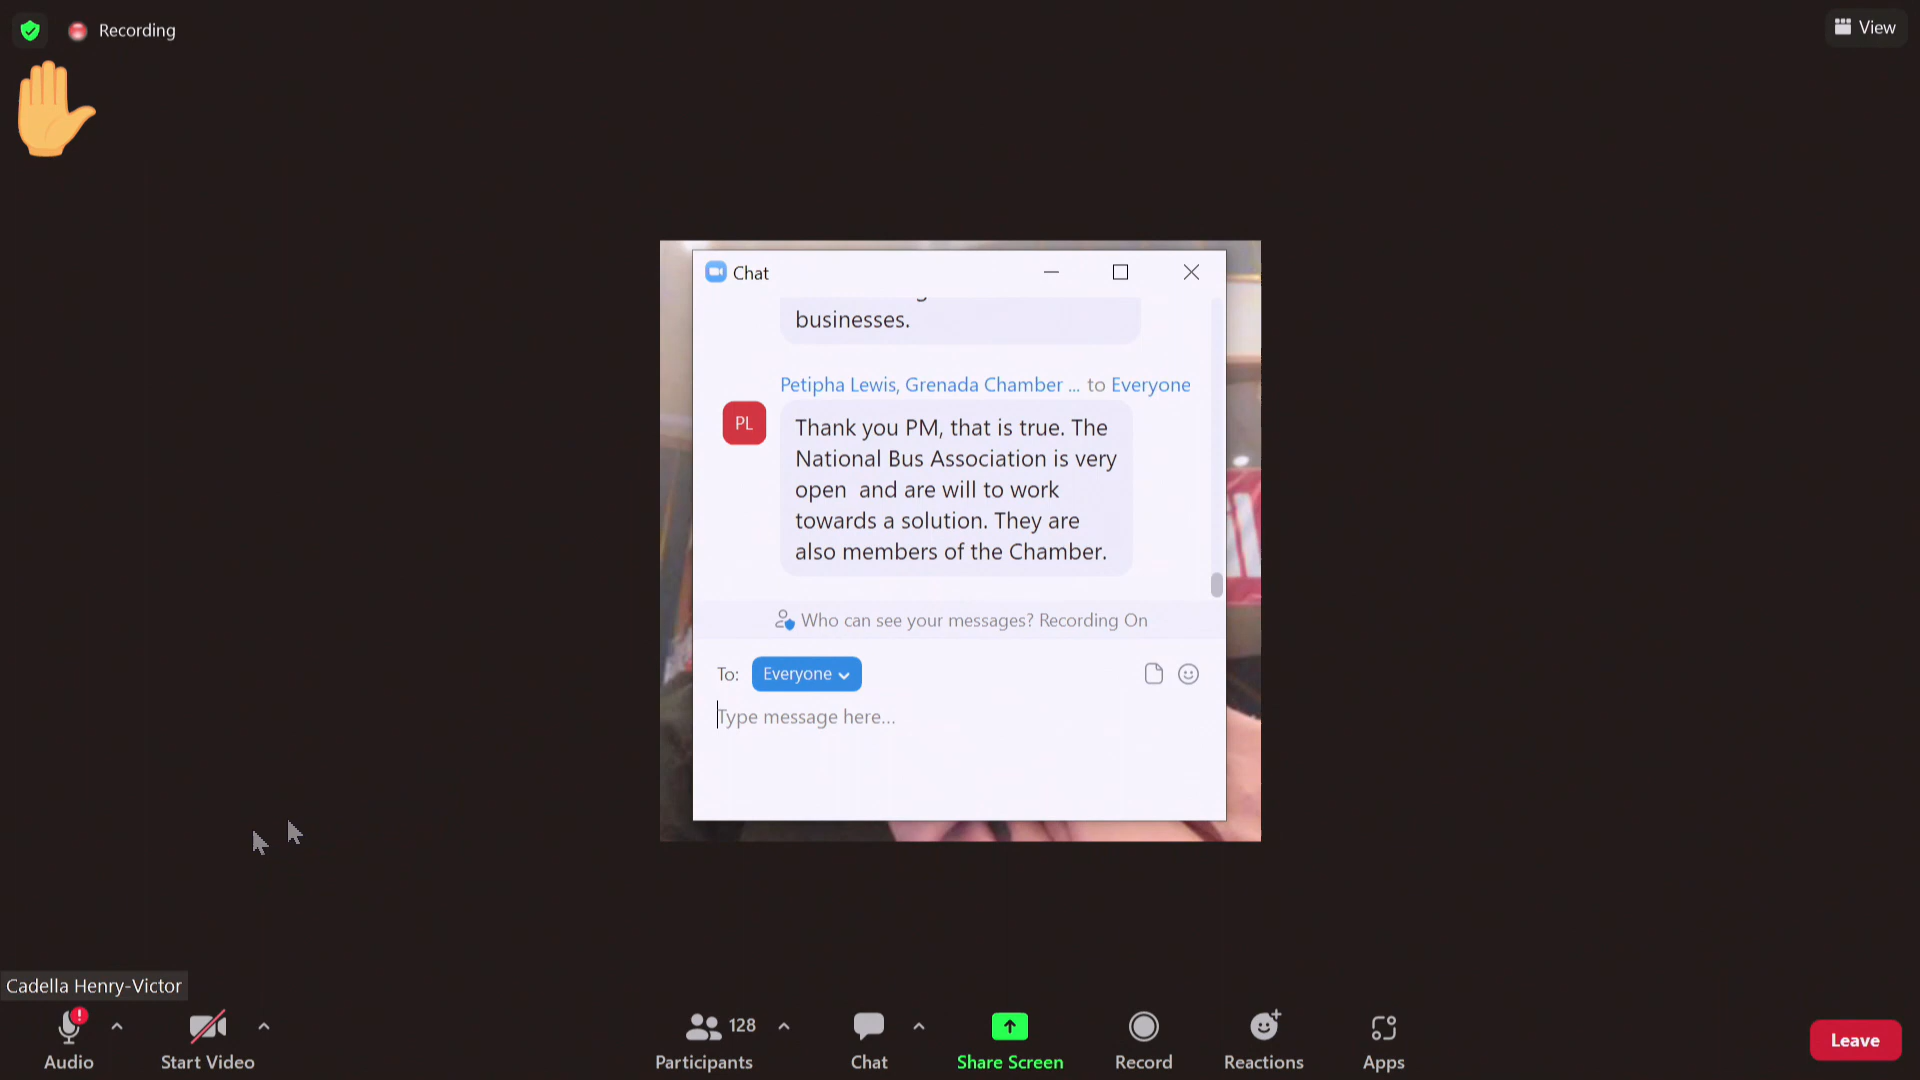 Recording
View
Chat
businesses.
Petipha Lewis, Grenada Chamber ... to Everyone
PL
Thank you PM, that is true. The
National Bus Association is very
open  and are will to work
towards a solution. They are
also members of the Chamber.
Who can see your messages? Recording On
To: Everyone
Type message here...
Cadella Henry-Victor
Audio
Start Video
128
Participants
Chat
Share Screen
Record
Reactions
Apps
Leave